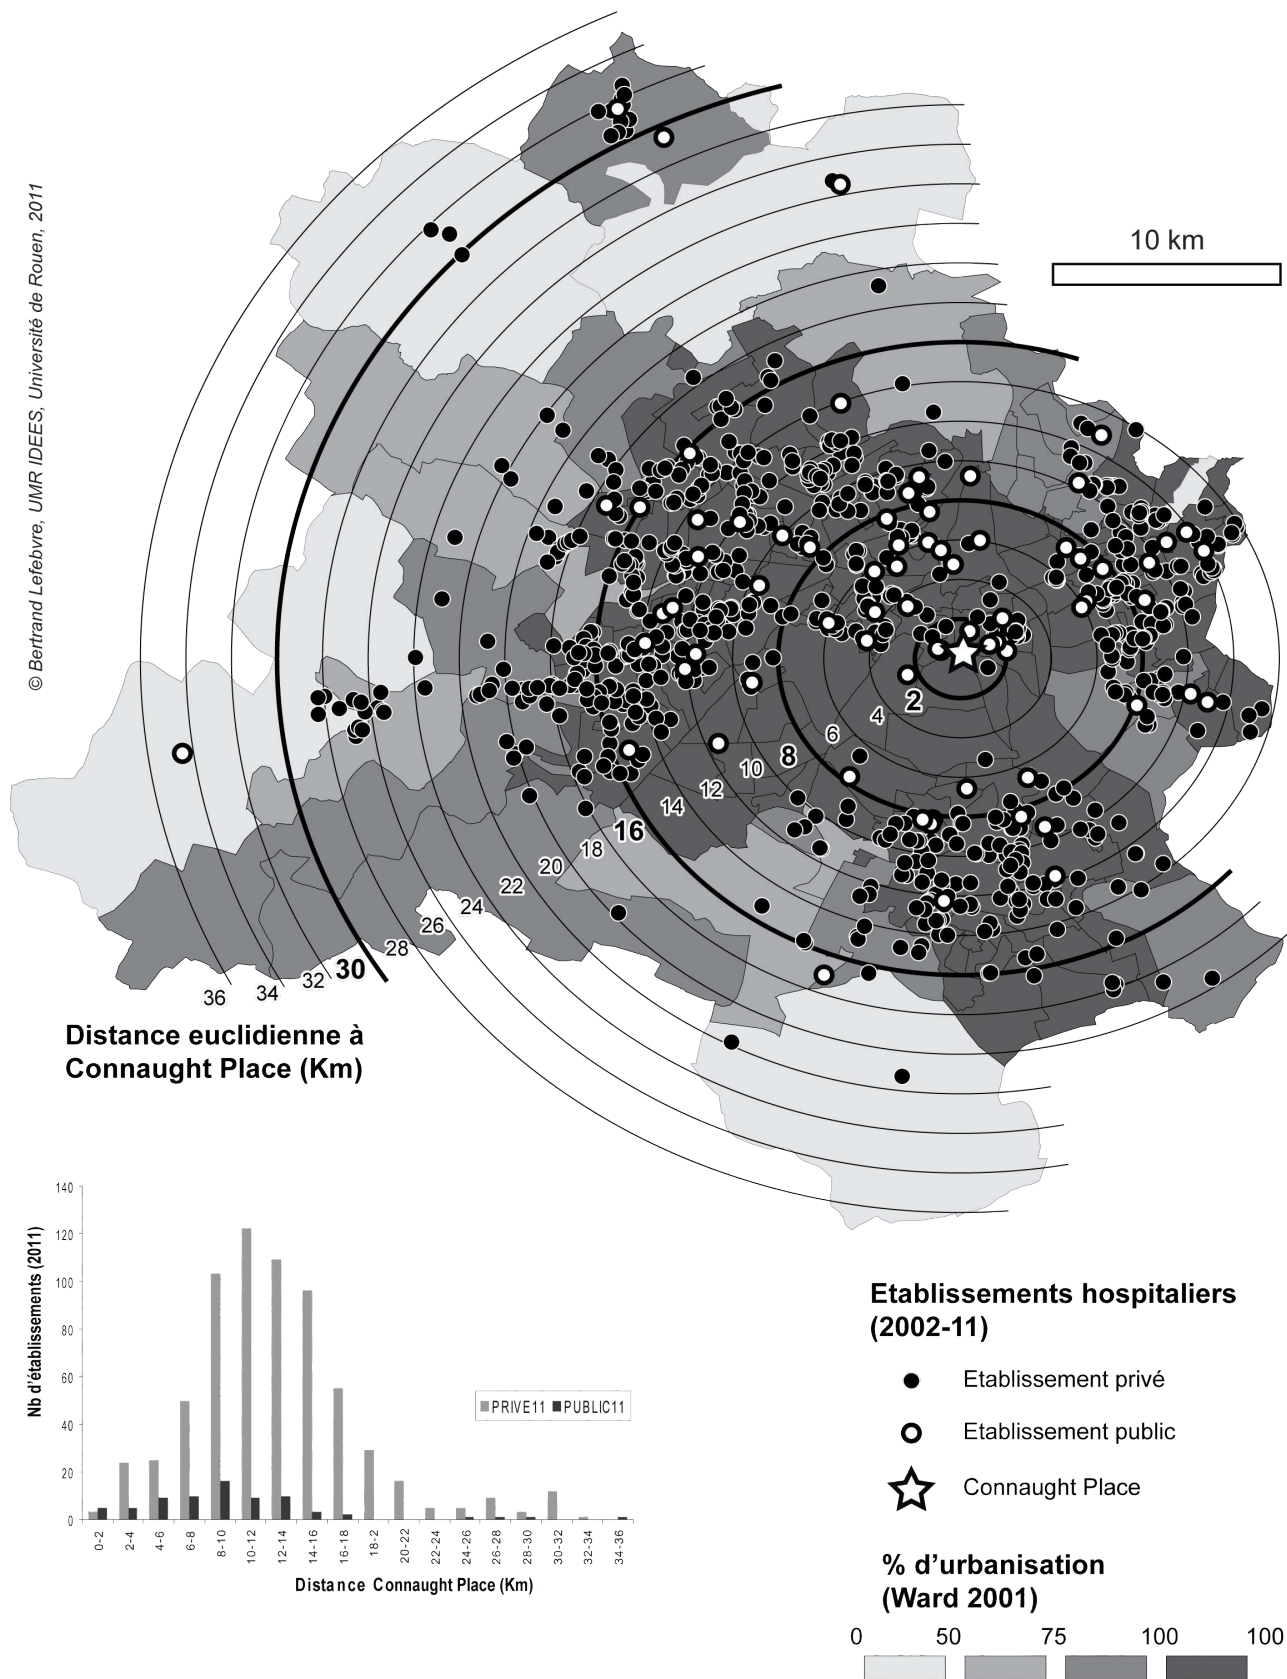 © Bertrand Lefebvre, UMR IDEES, Université de Rouen, 2011
10 km
2
4
6
8
10
12
14
16
18
20
22
24
26
28
30
32
34
36
Distance euclidienne à
Connaught Place (Km)
Nb d'établissements (2011)
140
120
100
80
60
40
20
0
PRIVE11 PUBLIC11
0-2 2-4 4-6 6-8 8-10 10-12 12-14 14-16 16-18 18-2 20-22 22-24 24-26 26-28 28-30 30-32 32-34 34-36
Distance Connaught Place (Km)
Etablissements hospitaliers
(2002-11)
Etablissement privé
Etablissement public
Connaught Place
% d'urbanisation
(Ward 2001)
0 50 75 100 100